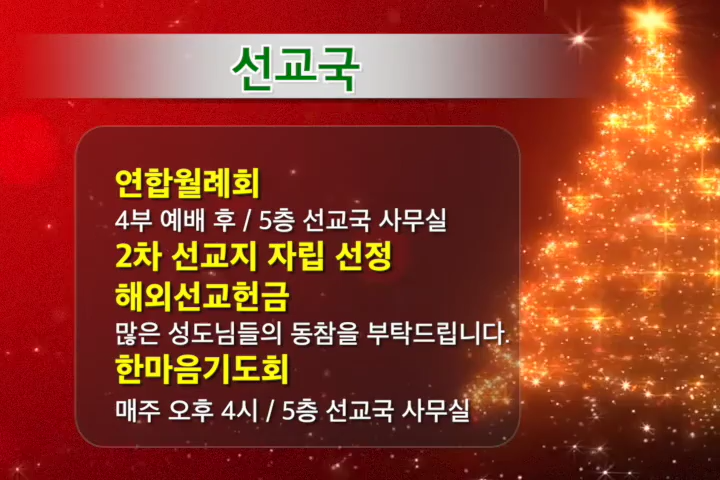 선교국
연합월례회
4부 예배 후 / 5층 선교국 사무실
2차 선교지 자립 선정
해외선교헌금
많은 성도님들의 동참을 부탁드립니다.
한마음기도회
매주 오후 4시 / 5층 선교국 사무실